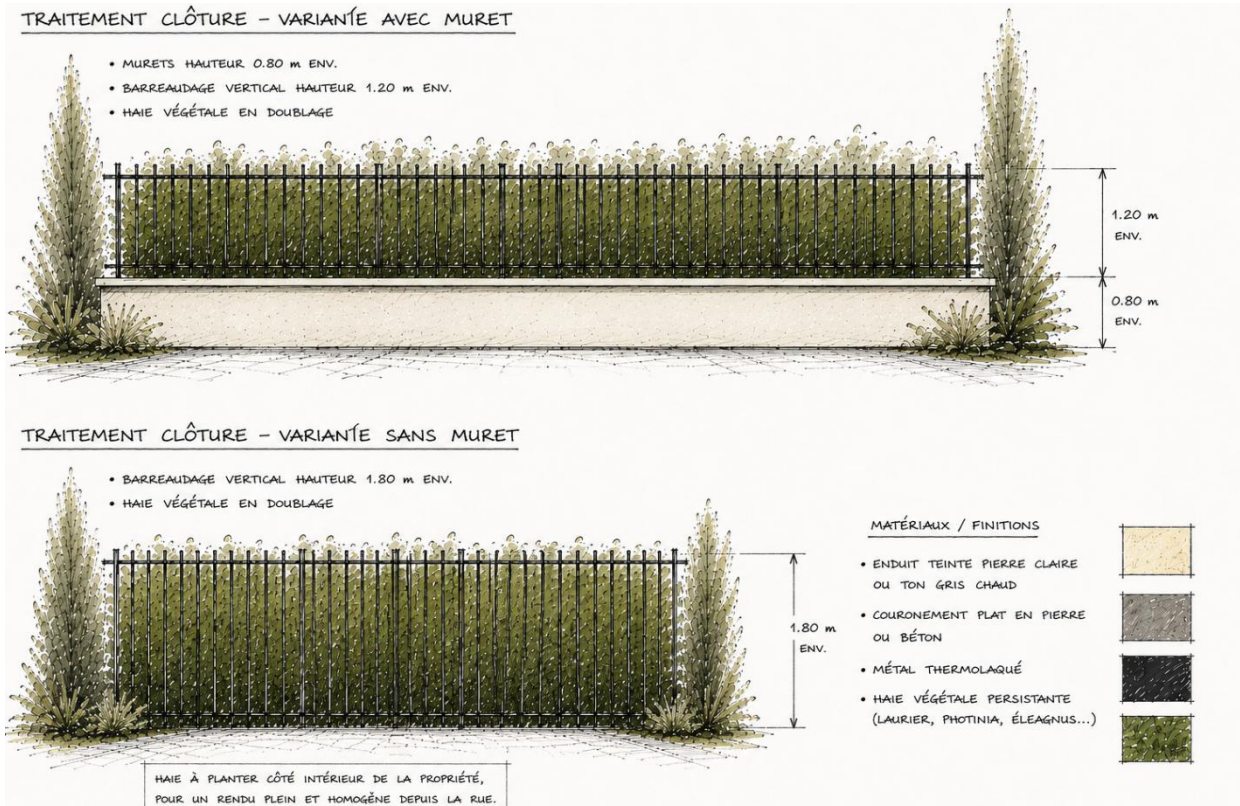 TRAITEMENT CLÔTURE – VARIANTE AVEC MURET
• MURETS HAUTEUR 0.80 m ENV.
• BARREAUDAGE VERTICAL HAUTEUR 1.20 m ENV.
• HAIE VÉGÉTALE EN DOUBLAGE
1.20 m
ENV.
0.80 m
ENV.
TRAITEMENT CLÔTURE – VARIANTE SANS MURET
• BARREAUDAGE VERTICAL HAUTEUR 1.80 m ENV.
• HAIE VÉGÉTALE EN DOUBLAGE
1.80 m
ENV.
MATÉRIAUX / FINITIONS
• ENDUIT TEINTE PIERRE CLAIRE
OU TON GRIS CHAUD
• COURONEMENT PLAT EN PIERRE
OU BÉTON
• MÉTAL THERMOLAQUÉ
• HAIE VÉGÉTALE PERSISTANTE
(LAURIER, PHOTINIA, ÉLEAGNUS...)
HAIE À PLANTER CÔTÉ INTÉRIEUR DE LA PROPRIÉTÉ,
POUR UN RENDU PLEIN ET HOMOGÈNE DEPUIS LA RUE.